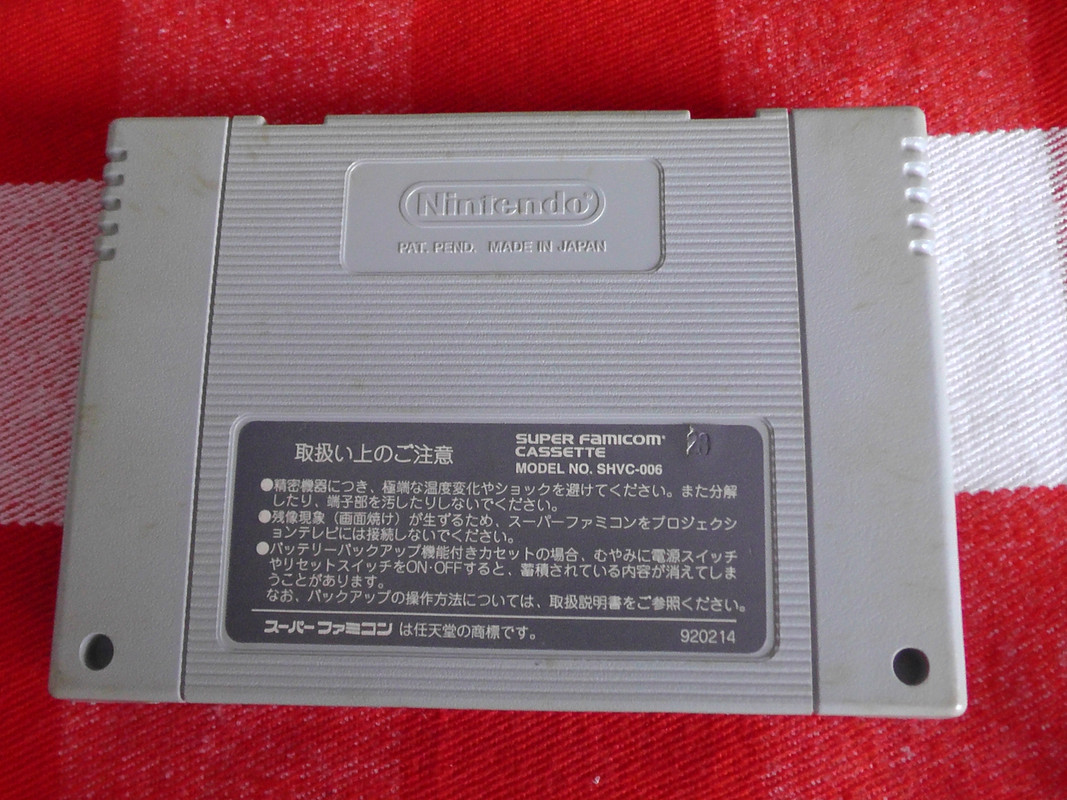 Nintendo®
PAT. PEND. MADE IN JAPAN
取扱い上のご注意
SUPER FAMICOM®
CASSETTE
MODEL NO. SHVC-006
20
●精密機器につき、極端な温度変化やショックを避けてください。また分解
したり、端子部を汚したりしないでください。
●残像現象（画面焼け）が生ずるため、スーパーファミコンをプロジェクシ
ョンテレビには接続しないでください。
●バッテリーバックアップ機能付きカセットの場合、むやみに電源スイッチ
やリセットスイッチをON·OFFすると、蓄積されている内容が消えてしま
うことがあります。
なお、バックアップの操作方法については、取扱説明書をご参照ください。
スーパーファミコンは任天堂の商標です。
920214